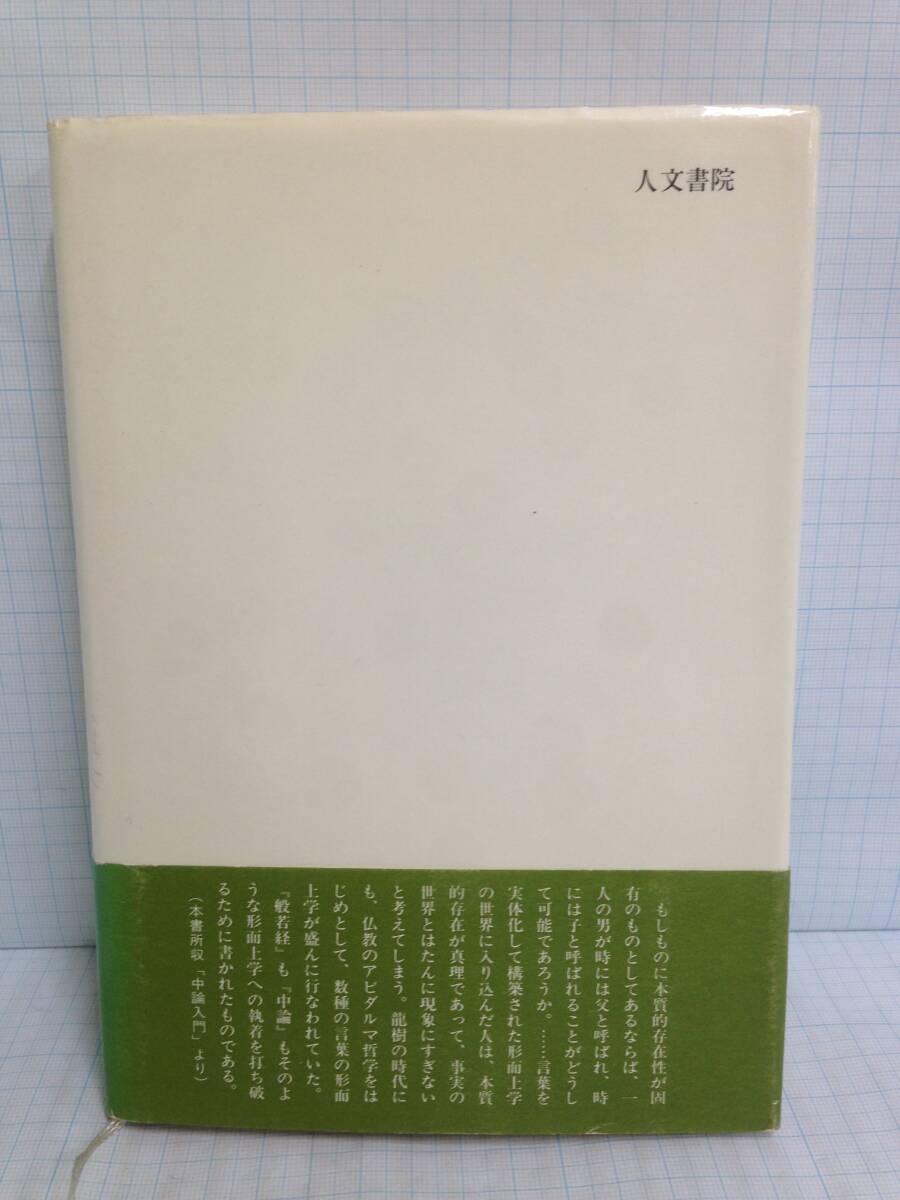 人文書院
もしものに本質的存在性が固
有のものとしてあるならば、一
人の男が時には父と呼ばれ、時
には子と呼ばれることがどうし
て可能であろうか。……言葉を
実体化して構築された形而上学
の世界に入り込んだ人は、本質
的存在が真理であって、事実の
世界とはたんに現象にすぎない
と考えてしまう。龍樹の時代に
も、仏教のアビダルマ哲学をは
じめとして、数種の言葉の形而
上学が盛んに行なわれていた。
『般若経』も『中論』もそのよ
うな形而上学への執着を打ち破
るために書かれたものである。
（本書所収「中論入門」より）